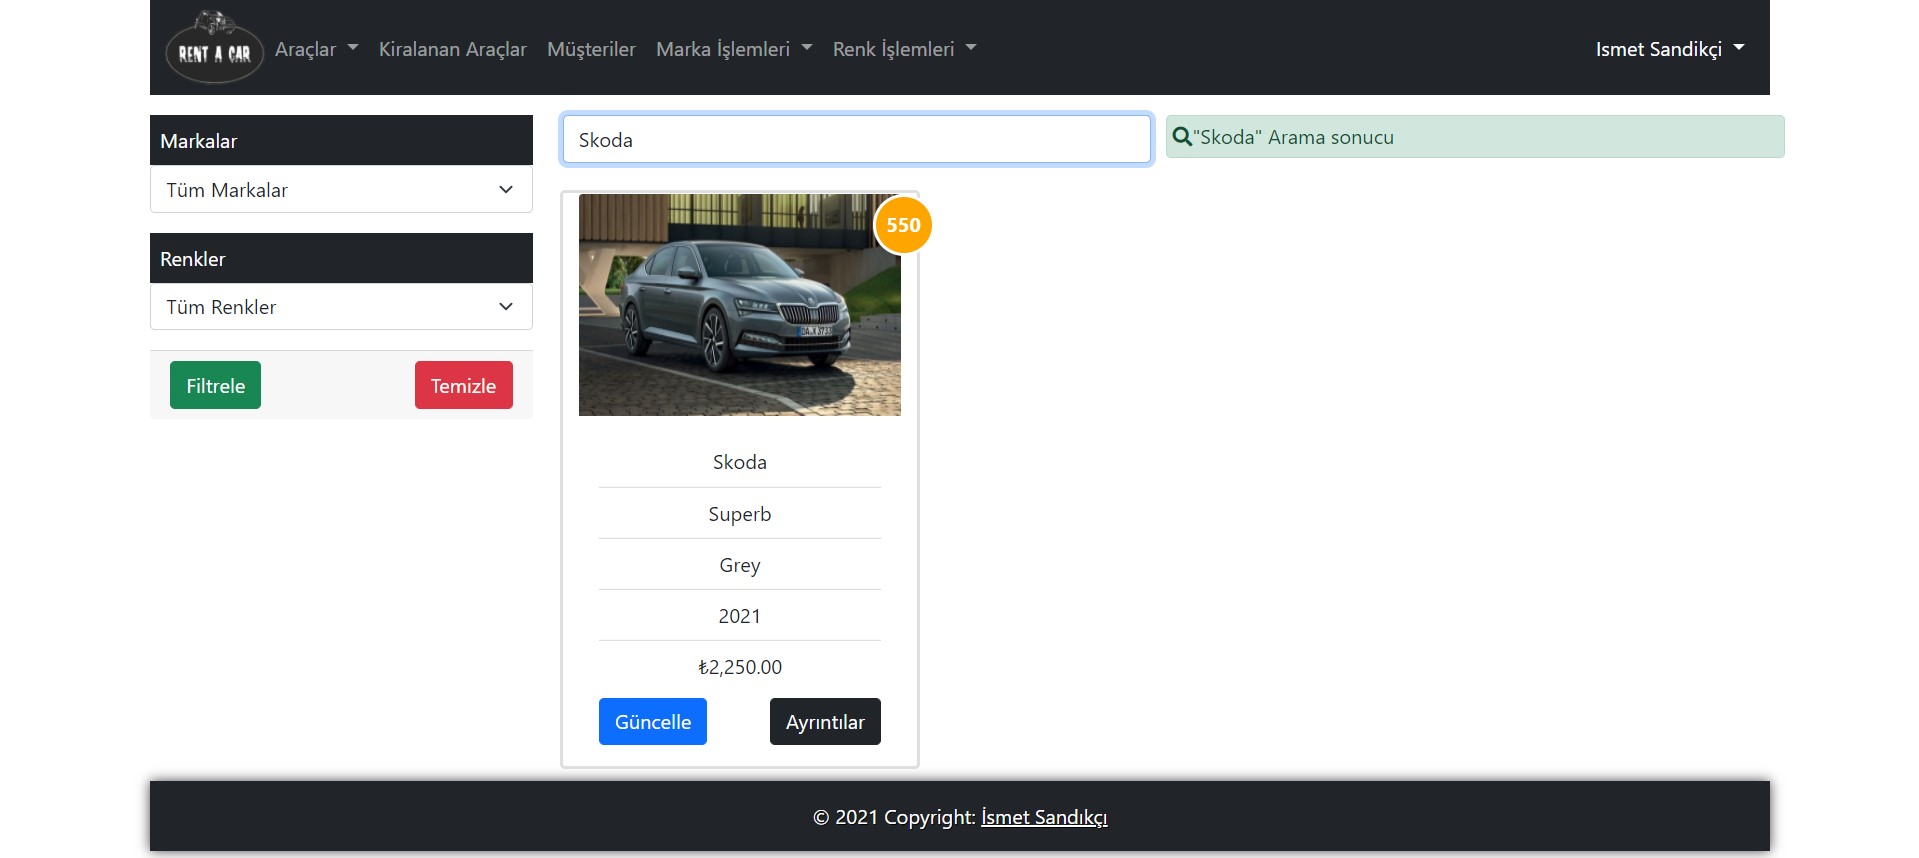 RENT A CAR
Araçlar Kiralanan Araçlar Müşteriler Marka İşlemleri Renk İşlemleri Ismet Sandikçi
Markalar
Tüm Markalar
Renkler
Tüm Renkler
Filtrele Temizle
Skoda
"Skoda" Arama sonucu
550
Skoda
Superb
Grey
2021
₺2,250.00
Güncelle Ayrıntılar
© 2021 Copyright: İsmet Sandıkçı